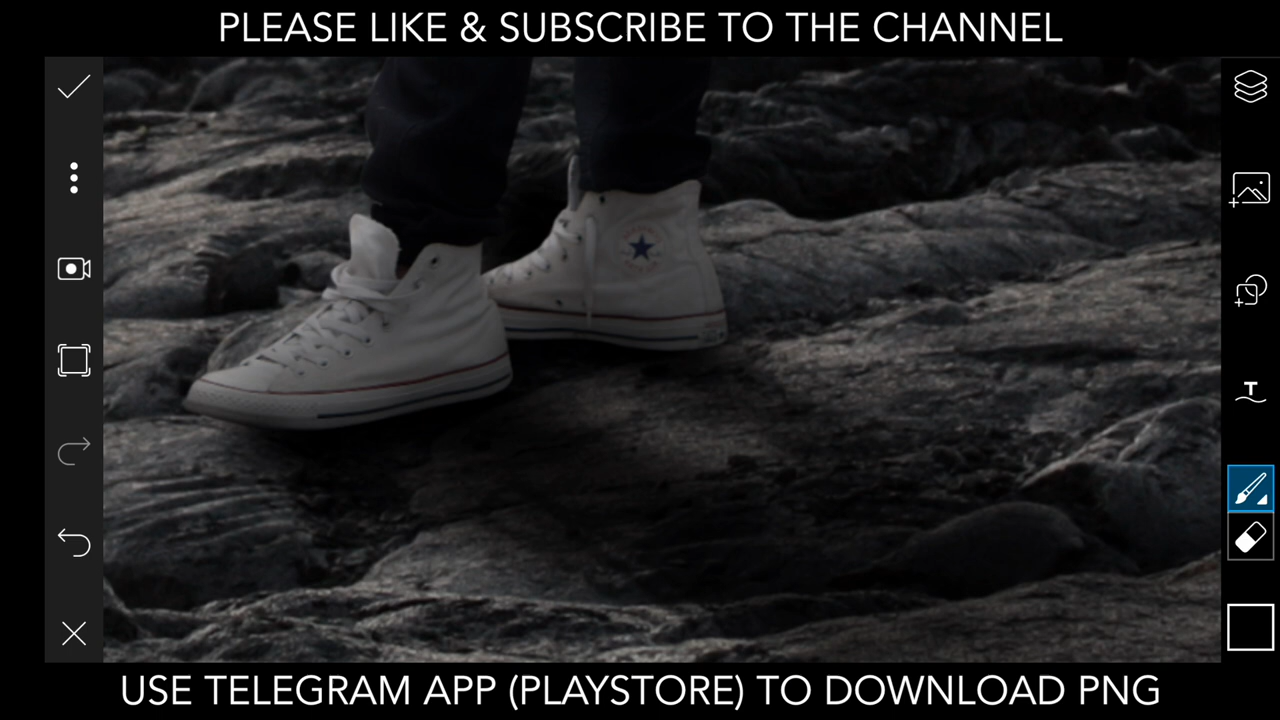 PLEASE LIKE & SUBSCRIBE TO THE CHANNEL
USE TELEGRAM APP (PLAYSTORE) TO DOWNLOAD PNG